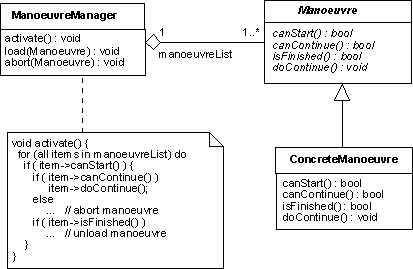 ManoeuvreManager
activate() : void
load(Manoeuvre) : void
abort(Manoeuvre) : void
1
1..*
manoeuvreList
Manoeuvre
canStart() : bool
canContinue() : bool
isFinished() : bool
doContinue() : void
void activate() {
for (all items in manoeuvreList) do
if ( item->canStart() ) {
if ( item->canContinue() )
item->doContinue();
else
... // abort manoeuvre
if ( item->isFinished() )
... // unload manoeuvre
}
}
ConcreteManoeuvre
canStart() : bool
canContinue() : bool
isFinished() : bool
doContinue() : void